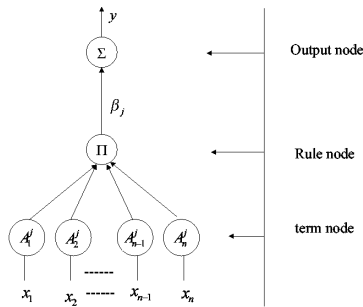 y
Σ Output node
β_j
Π Rule node
A_1^j A_2^j A_{n-1}^j A_n^j term node
x_1 x_2 ------ ------ x_{n-1} x_n